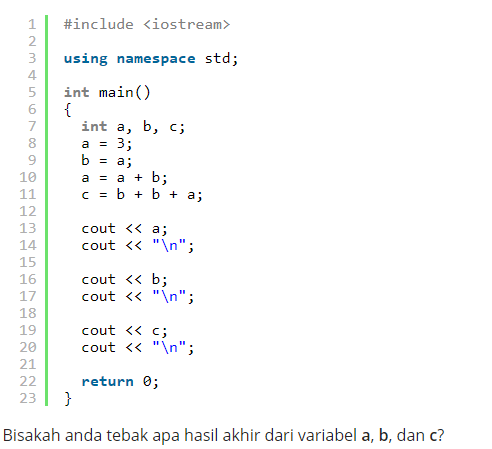 1 #include <iostream>
2
3 using namespace std;
4
5 int main()
6 {
7 int a, b, c;
8 a = 3;
9 b = a;
10 a = a + b;
11 c = b + b + a;
12
13 cout << a;
14 cout << "\n";
15
16 cout << b;
17 cout << "\n";
18
19 cout << c;
20 cout << "\n";
21
22 return 0;
23 }
Bisakah anda tebak apa hasil akhir dari variabel a, b, dan c?